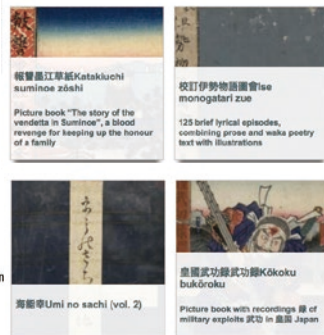 報讐墨江草紙Katakiuchi
suminoe zōshi
Picture book "The story of the
vendetta in Suminoe", a blood
revenge for keeping up the honour
of a family
校訂伊勢物語圖會Ise
monogatari zue
125 brief lyrical episodes,
combining prose and waka poetry
text with illustrations
n
海能幸Umi no sachi (vol. 2)
皇國武功録武功録Kōkoku
bukōroku
Picture book with recordings 録 of
military exploits 武功 in 皇国 Japan